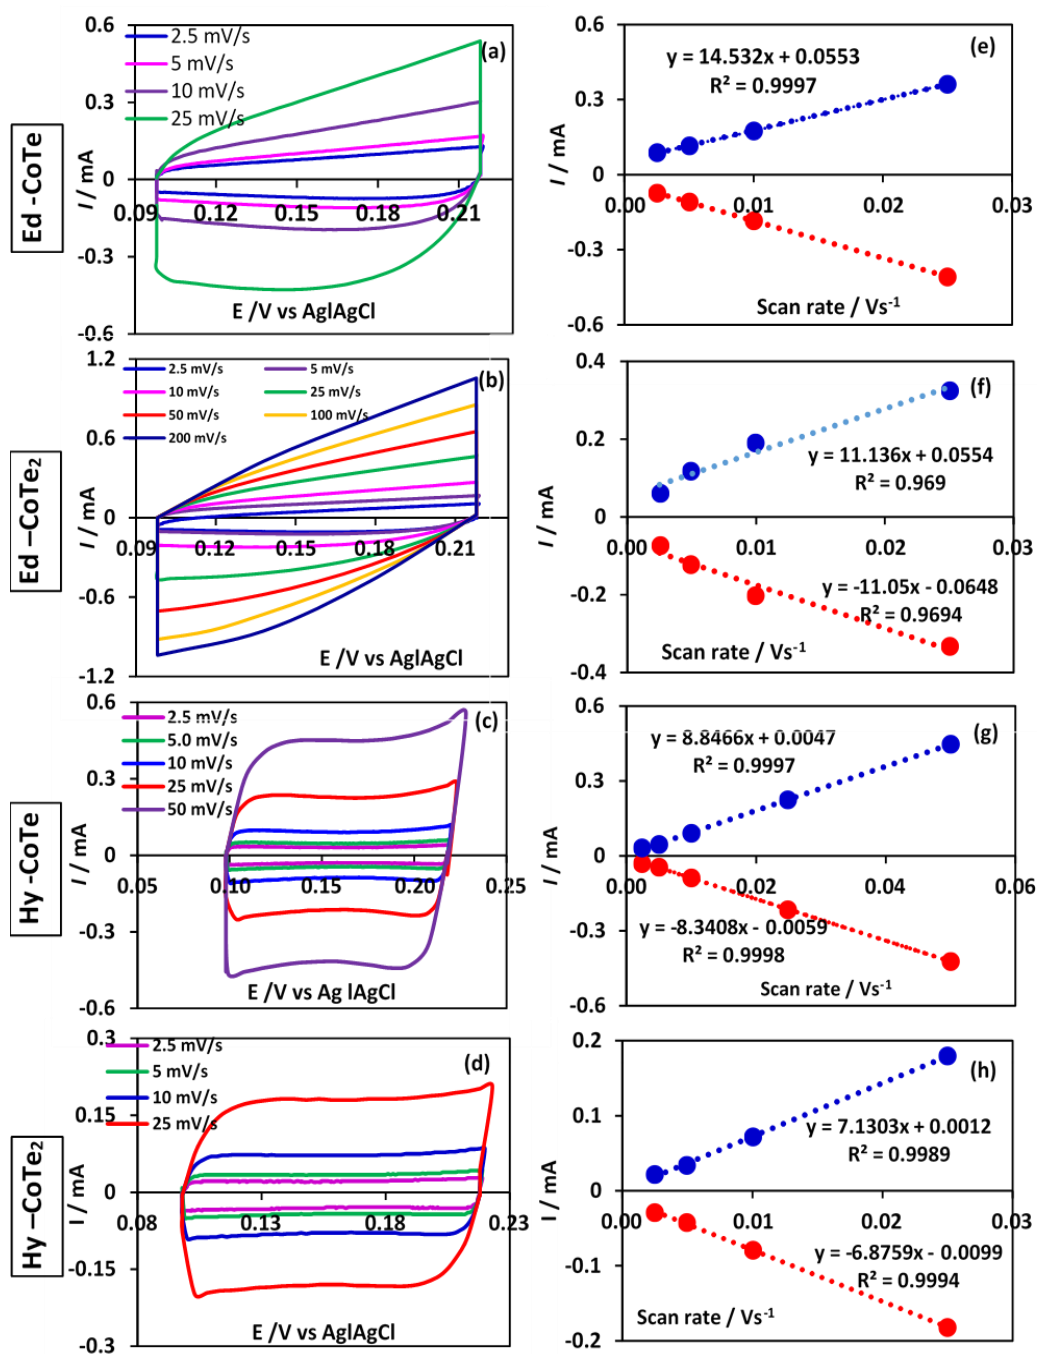 Ed -CoTe
0.6
0.3
0
-0.3
-0.6
I / mA
2.5 mV/s
5 mV/s
10 mV/s
25 mV/s
(a)
0.09
0.12
0.15
0.18
0.21
E /V vs AglAgCl
0.6
0.3
0
-0.3
-0.6
I / mA
(e)
y = 14.532x + 0.0553
R² = 0.9997
0.00
0.01
0.02
0.03
Scan rate / Vs-1
Ed –CoTe2
1.2
0.6
0
-0.6
-1.2
I / mA
2.5 mV/s
5 mV/s
10 mV/s
25 mV/s
50 mV/s
100 mV/s
200 mV/s
(b)
0.09
0.12
0.15
0.18
0.21
E /V vs AglAgCl
0.4
0.2
0
-0.2
-0.4
I / mA
(f)
y = 11.136x + 0.0554
R² = 0.969
0.00
0.01
0.02
0.03
y = -11.05x - 0.0648
R² = 0.9694
Scan rate / Vs-1
Hy -CoTe
0.6
0.3
0
-0.3
-0.6
I / mA
2.5 mV/s
5.0 mV/s
10 mV/s
25 mV/s
50 mV/s
(c)
0.05
0.10
0.15
0.20
0.25
E /V vs Ag lAgCl
0.6
0.3
0
-0.3
-0.6
I / mA
(g)
y = 8.8466x + 0.0047
R² = 0.9997
0.00
0.02
0.04
0.06
y = -8.3408x - 0.0059
R² = 0.9998
Scan rate / Vs-1
Hy –CoTe2
0.3
0.15
0
-0.15
-0.3
I / mA
2.5 mV/s
5 mV/s
10 mV/s
25 mV/s
(d)
0.08
0.13
0.18
0.23
E /V vs AglAgCl
0.2
0.1
0
-0.1
-0.2
I / mA
(h)
y = 7.1303x + 0.0012
R² = 0.9989
0.00
0.01
0.02
0.03
y = -6.8759x - 0.0099
R² = 0.9994
Scan rate / Vs-1